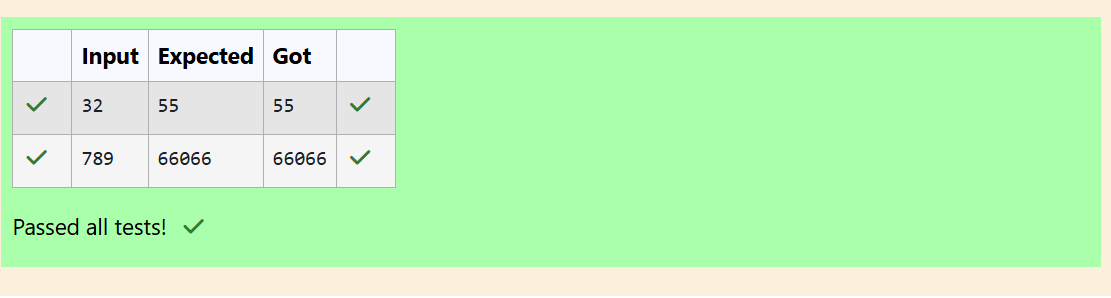 Input Expected Got
32 55 55
789 66066 66066
Passed all tests!